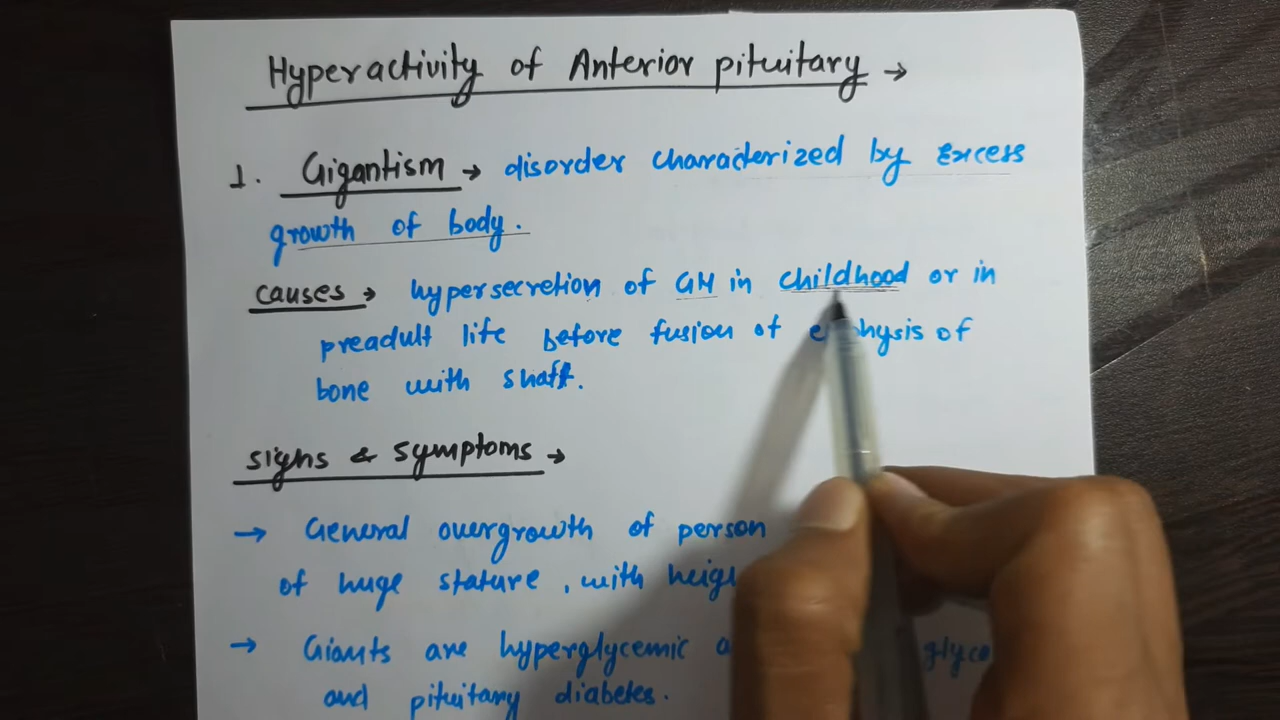 Hyperactivity of Anterior pituitary →
1. Gigantism → disorder characterized by Excess
growth of body.
causes → hypersecretion of GH in childhood or in
preadult life before fusion of of
bone with shaft.
signs & symptoms →
→ General overgrowth of person
of huge stature, with
→ Giants are hyperglycemic
and pituitary diabetes.